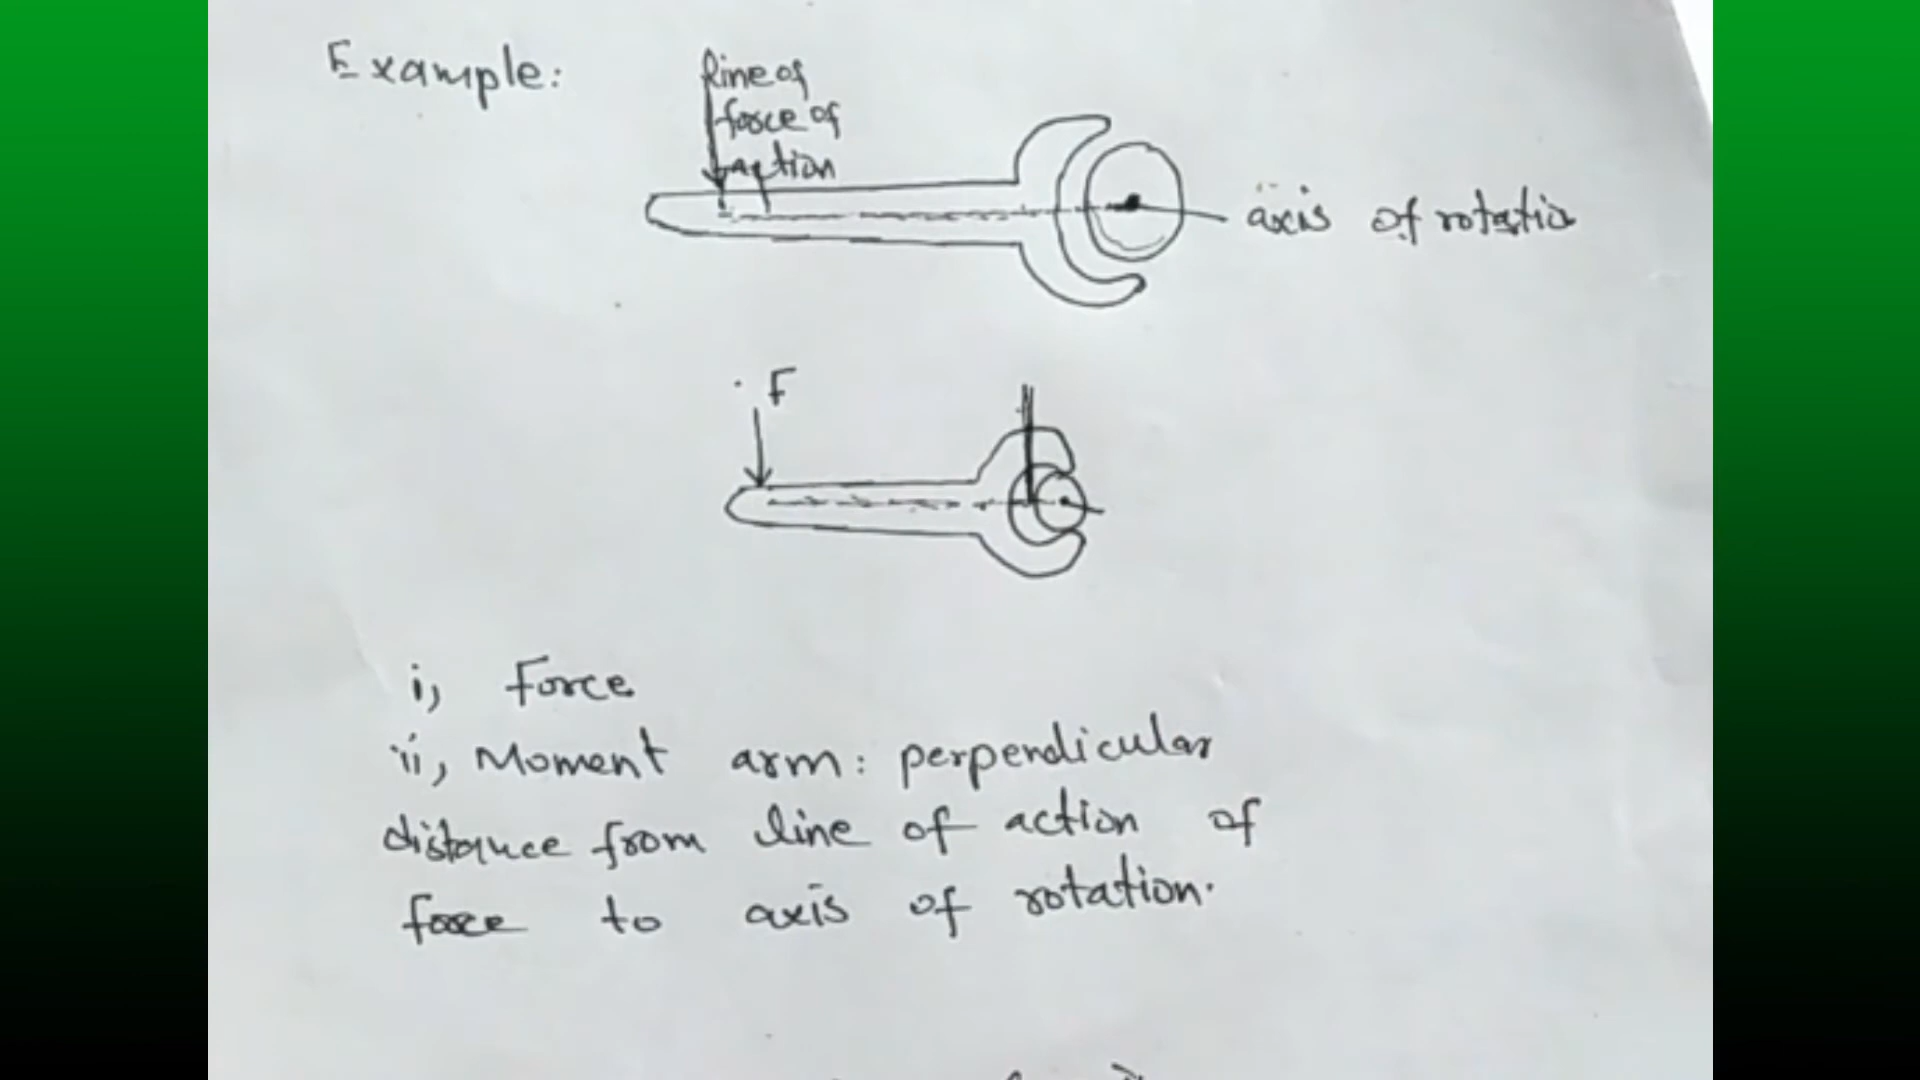 Example:
line of
force of
action
axis of rotatio
F
i, Force
ii, Moment arm: perpendicular
distance from line of action of
force to axis of rotation.